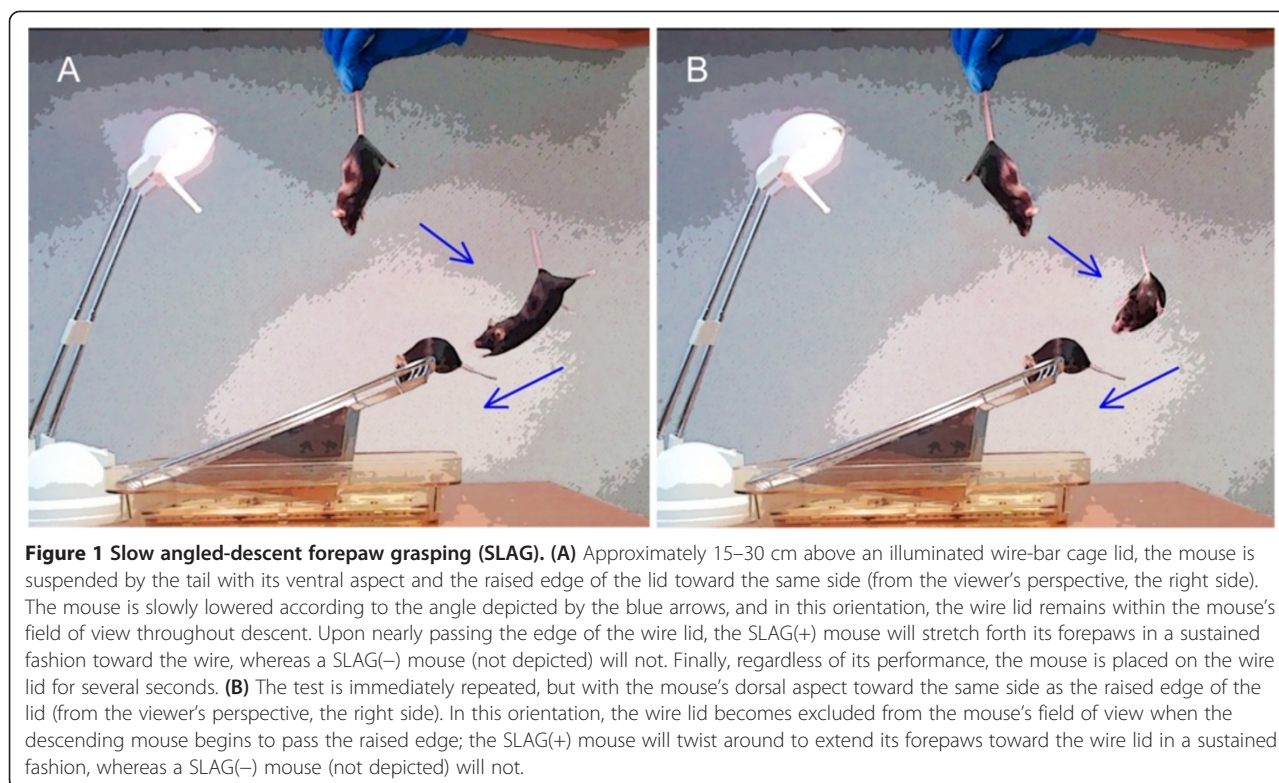 A
B
Figure 1 Slow angled-descent forepaw grasping (SLAG). (A) Approximately 15–30 cm above an illuminated wire-bar cage lid, the mouse is
suspended by the tail with its ventral aspect and the raised edge of the lid toward the same side (from the viewer's perspective, the right side).
The mouse is slowly lowered according to the angle depicted by the blue arrows, and in this orientation, the wire lid remains within the mouse's
field of view throughout descent. Upon nearly passing the edge of the wire lid, the SLAG(+) mouse will stretch forth its forepaws in a sustained
fashion toward the wire, whereas a SLAG(−) mouse (not depicted) will not. Finally, regardless of its performance, the mouse is placed on the wire
lid for several seconds. (B) The test is immediately repeated, but with the mouse's dorsal aspect toward the same side as the raised edge of the
lid (from the viewer's perspective, the right side). In this orientation, the wire lid becomes excluded from the mouse's field of view when the
descending mouse begins to pass the raised edge; the SLAG(+) mouse will twist around to extend its forepaws toward the wire lid in a sustained
fashion, whereas a SLAG(−) mouse (not depicted) will not.